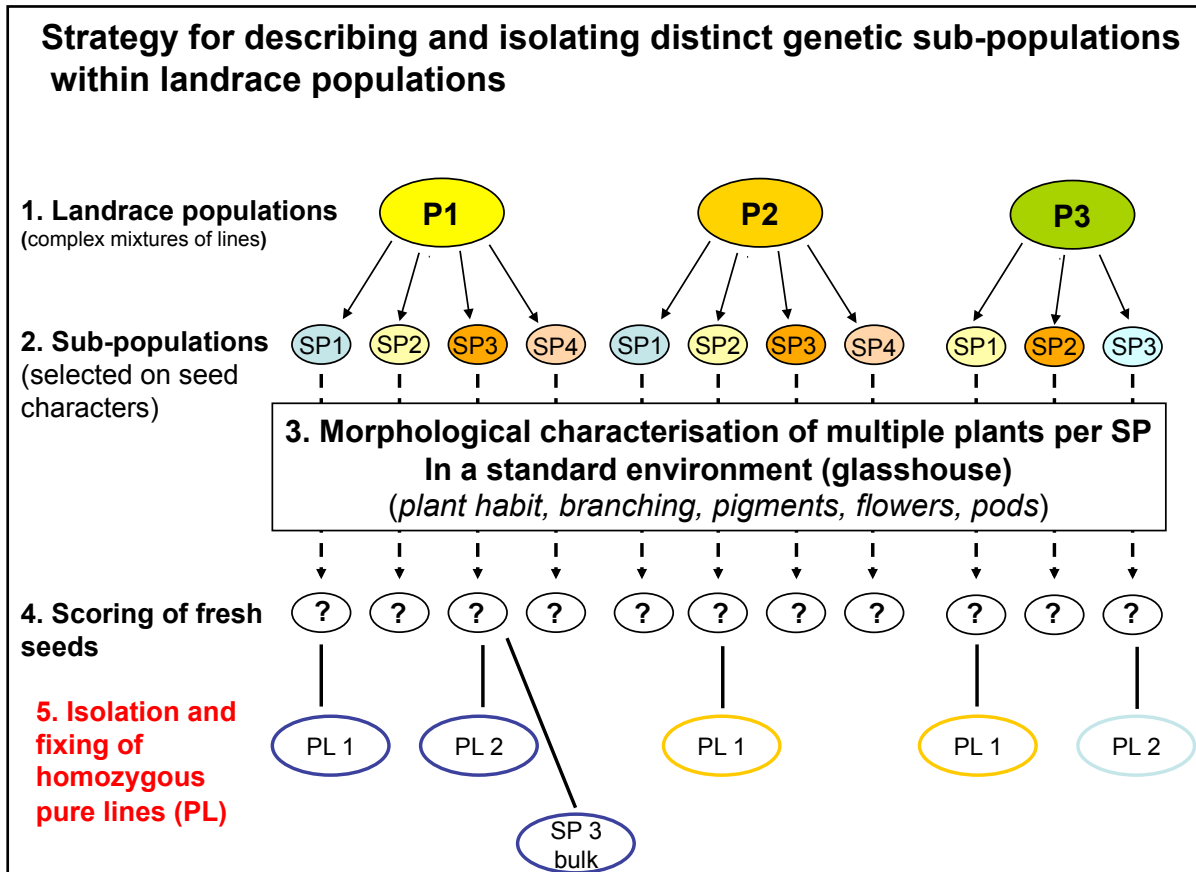 Strategy for describing and isolating distinct genetic sub-populations
within landrace populations
1. Landrace populations
(complex mixtures of lines)
P1
P2
P3
2. Sub-populations
(selected on seed
characters)
SP1
SP2
SP3
SP4
SP1
SP2
SP3
SP4
SP1
SP2
SP3
3. Morphological characterisation of multiple plants per SP
In a standard environment (glasshouse)
(plant habit, branching, pigments, flowers, pods)
4. Scoring of fresh
seeds
?
?
?
?
?
?
?
?
?
?
?
5. Isolation and
fixing of
homozygous
pure lines (PL)
PL 1
PL 2
PL 1
PL 1
PL 2
SP 3
bulk